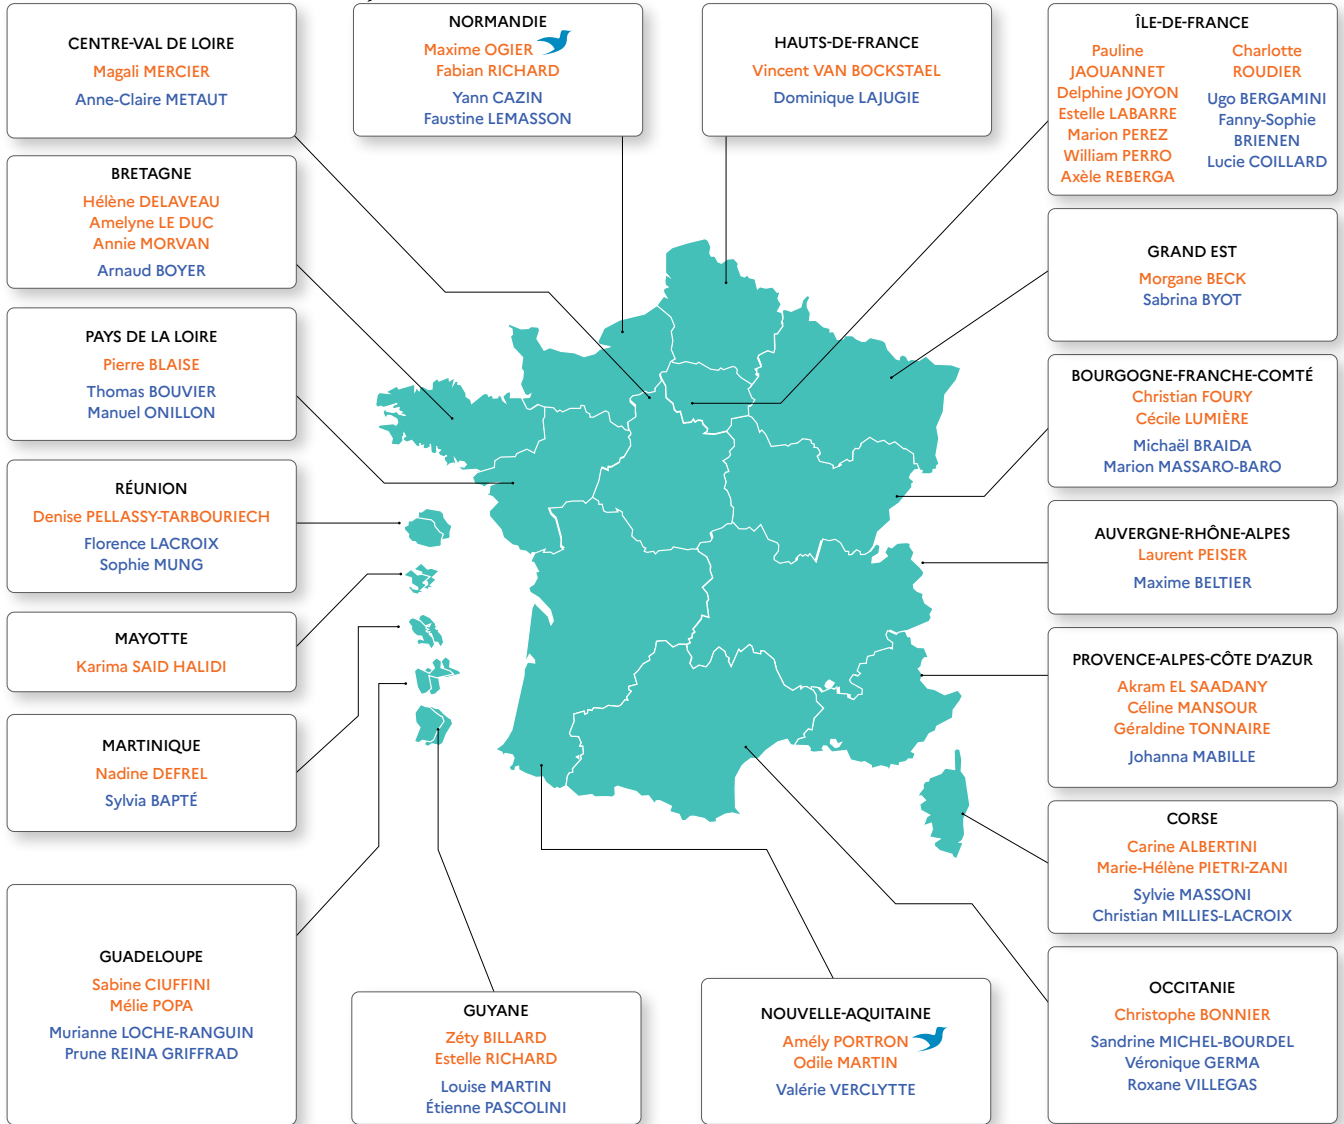 CENTRE-VAL DE LOIRE
Magali MERCIER
Anne-Claire METAUT
NORMANDIE
Maxime OGIER
Fabian RICHARD
Yann CAZIN
Faustine LEMASSON
HAUTS-DE-FRANCE
Vincent VAN BOCKSTAEL
Dominique LAJUGIE
ÎLE-DE-FRANCE
Pauline
JAOUANNET
Delphine JOYON
Estelle LABARRE
Marion PEREZ
William PERRO
Axèle REBERGA
Charlotte
ROUDIER
Ugo BERGAMINI
Fanny-Sophie
BRIENEN
Lucie COILLARD
BRETAGNE
Hélène DELAVEAU
Amelyne LE DUC
Annie MORVAN
Arnaud BOYER
GRAND EST
Morgane BECK
Sabrina BYOT
PAYS DE LA LOIRE
Pierre BLAISE
Thomas BOUVIER
Manuel ONILLON
BOURGOGNE-FRANCHE-COMTÉ
Christian FOURY
Cécile LUMIÈRE
Michaël BRAIDA
Marion MASSARO-BARO
RÉUNION
Denise PELLASSY-TARBOURIECH
Florence LACROIX
Sophie MUNG
AUVERGNE-RHÔNE-ALPES
Laurent PEISER
Maxime BELTIER
MAYOTTE
Karima SAID HALIDI
PROVENCE-ALPES-CÔTE D'AZUR
Akram EL SAADANY
Céline MANSOUR
Géraldine TONNAIRE
Johanna MABILLE
MARTINIQUE
Nadine DEFREL
Sylvia BAPTÉ
CORSE
Carine ALBERTINI
Marie-Hélène PIETRI-ZANI
Sylvie MASSONI
Christian MILLIES-LACROIX
GUADELOUPE
Sabine CIUFFINI
Mélie POPA
Murianne LOCHE-RANGUIN
Prune REINA GRIFFRAD
GUYANE
Zéty BILLARD
Estelle RICHARD
Louise MARTIN
Étienne PASCOLINI
NOUVELLE-AQUITAINE
Amély PORTRON
Odile MARTIN
Valérie VERCLYTTE
OCCITANIE
Christophe BONNIER
Sandrine MICHEL-BOURDEL
Véronique GERMA
Roxane VILLEGAS